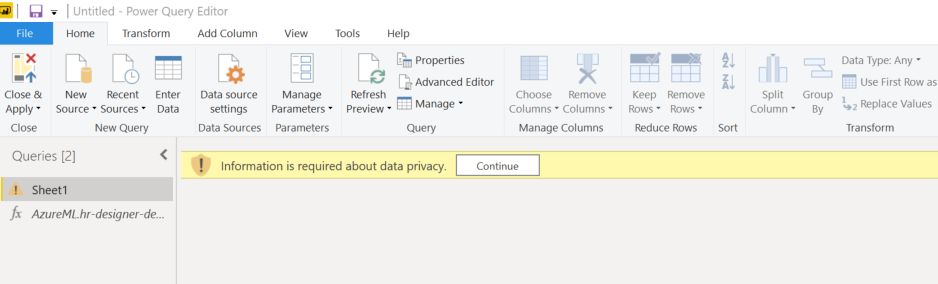 Untitled - Power Query Editor
File Home Transform Add Column View Tools Help
Close & Apply
New Source
Recent Sources
Enter Data
Data source settings
Manage Parameters
Refresh Preview
Properties
Advanced Editor
Manage
Choose Columns
Remove Columns
Keep Rows
Remove Rows
Split Column
Group By
Data Type: Any
Use First Row as
Replace Values
Close New Query Data Sources Parameters Query Manage Columns Reduce Rows Sort Transform
Queries [2]
Information is required about data privacy. Continue
Sheet1
fx AzureML.hr-designer-de...